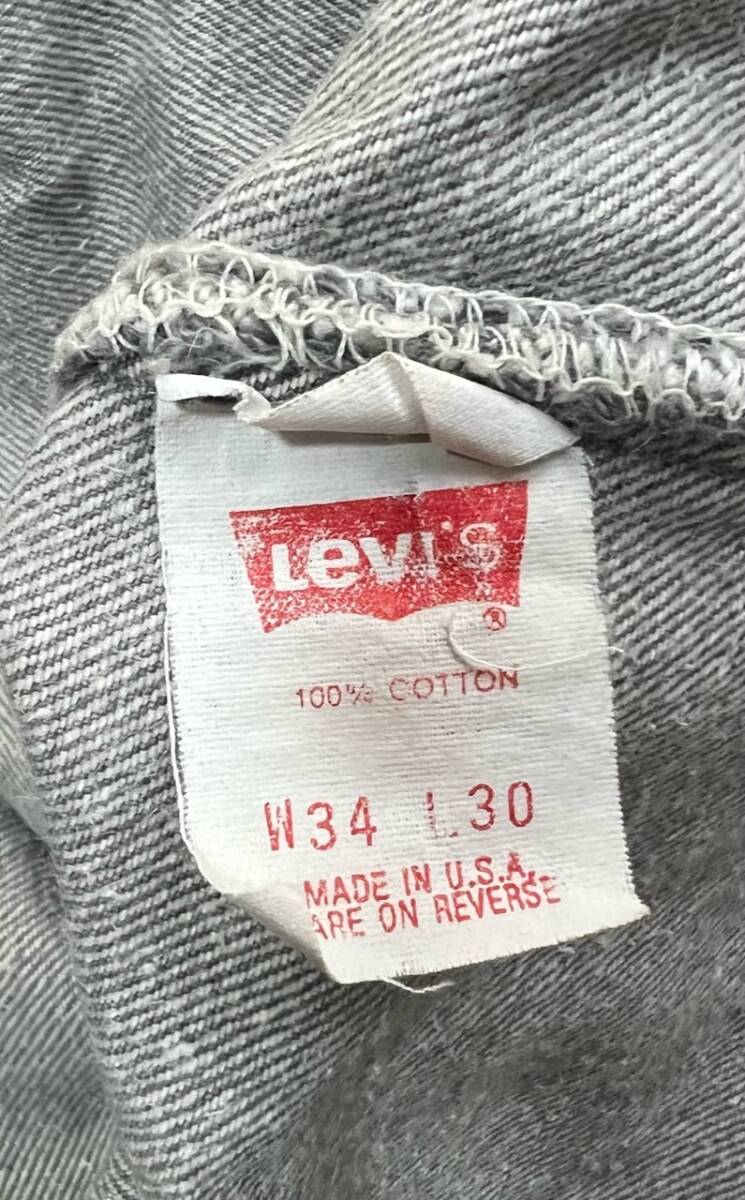 Levi's
®
100% COTTON
W34 L30
MADE IN U.S.A.
ARE ON REVERSE